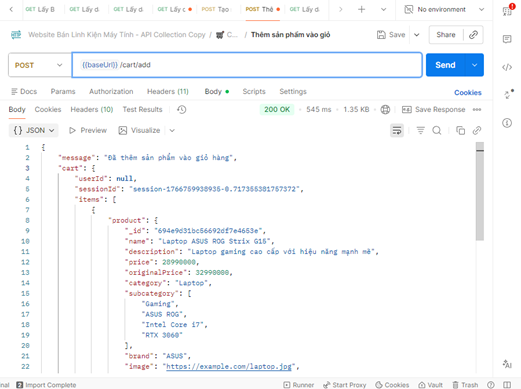 Lấy B
Lấy d
Lấy d
Lấy c
Tạo
Thê
Lấy d
No environment
Website Bán Linh Kiện Máy Tính - API Collection Copy / C... / Thêm sản phẩm vào giỏ
Save
Share
POST
{{baseUrl}} /cart/add
Send
Docs Params Authorization Headers (11) Body Scripts Settings
Cookies
Body Cookies Headers (10) Test Results
200 OK 545 ms 1.35 KB Save Response
{ } JSON Preview Visualize
1 {
2 "message": "Đã thêm sản phẩm vào giỏ hàng",
3 "cart": {
4 "userId": null,
5 "sessionId": "session-1766759938935-0.717355381757372",
6 "items": [
7 {
8 "product": {
9 "_id": "694e9d31bc56692df7e4653e",
10 "name": "Laptop ASUS ROG Strix G15",
11 "description": "Laptop gaming cao cấp với hiệu năng mạnh mẽ",
12 "price": 28990000,
13 "originalPrice": 32990000,
14 "category": "Laptop",
15 "subcategory": [
16 "Gaming",
17 "ASUS ROG",
18 "Intel Core i7",
19 "RTX 3060"
20 ],
21 "brand": "ASUS",
22 "image": "https://example.com/laptop.jpg",
nal 2 Import Complete
Runner Start Proxy Cookies Vault Trash
AI